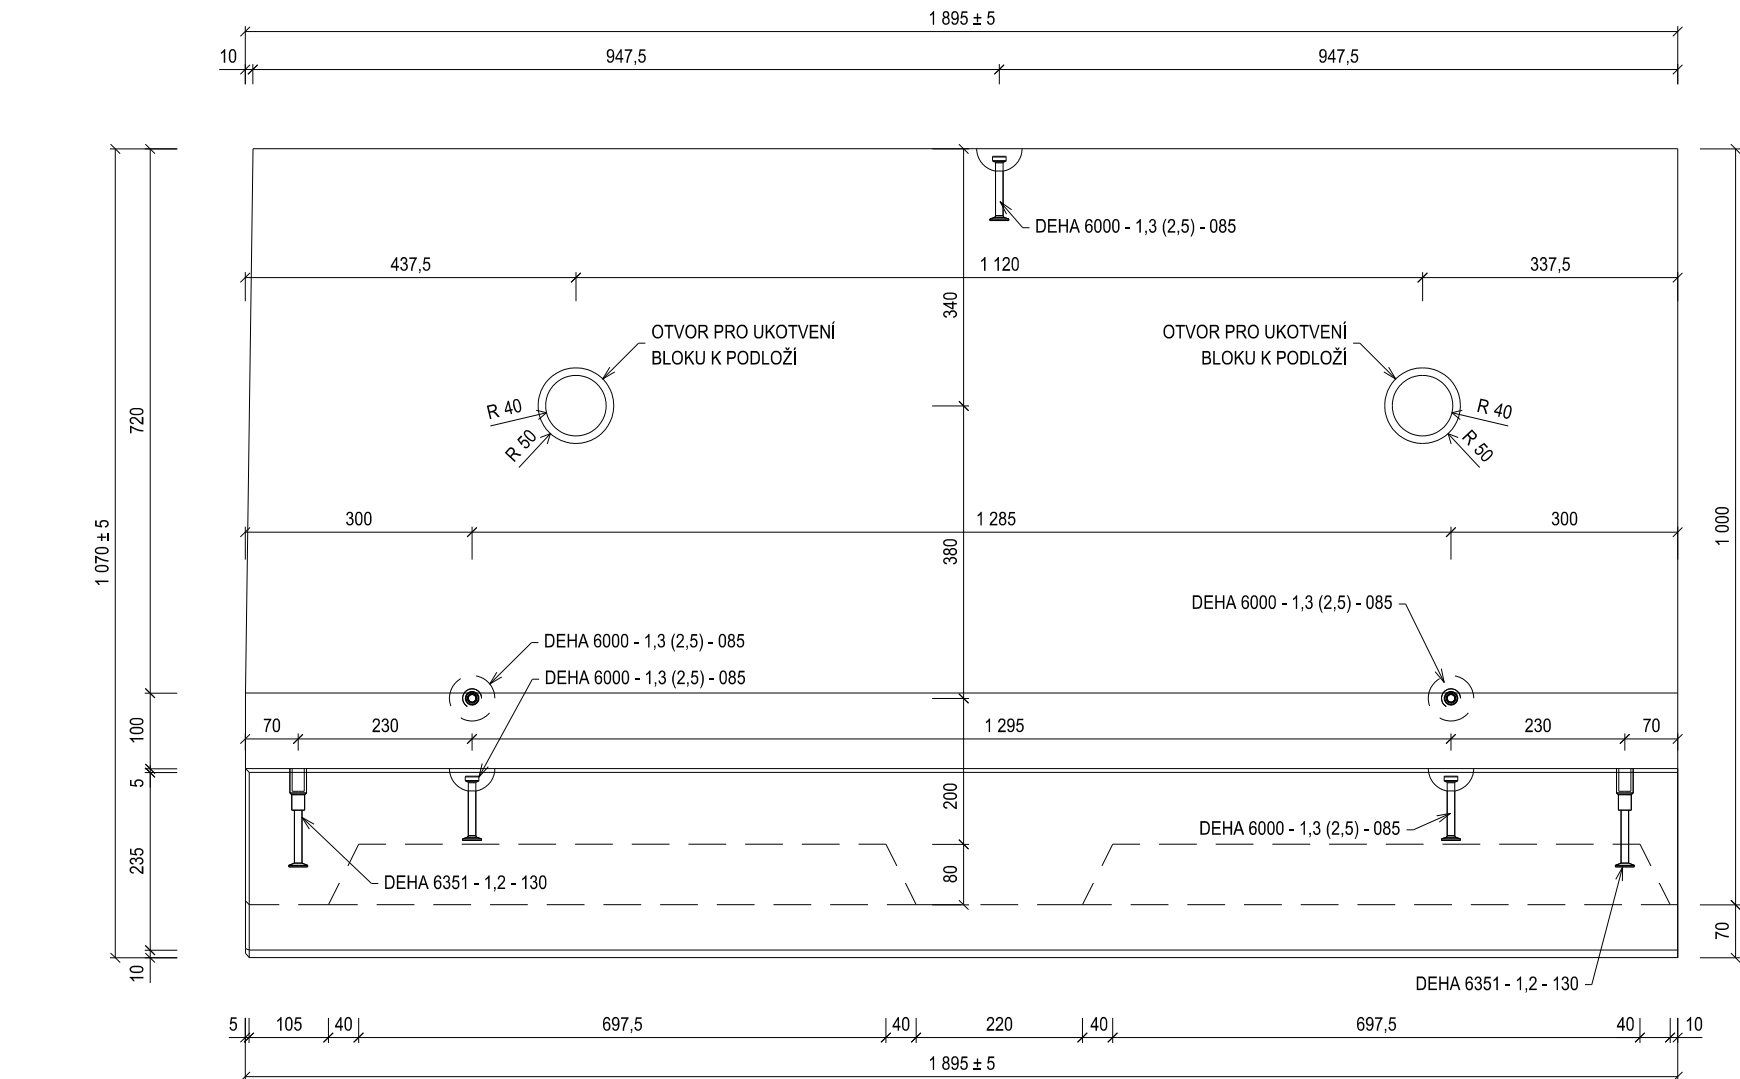 1 895 ± 5
10
947,5
947,5
DEHA 6000 - 1,3 (2,5) - 085
437,5
1 120
337,5
340
OTVOR PRO UKOTVENÍ
BLOKU K PODLOŽÍ
OTVOR PRO UKOTVENÍ
BLOKU K PODLOŽÍ
R 40
R 50
R 40
R 50
720
1 070 ± 5
1 000
300
1 285
300
380
DEHA 6000 - 1,3 (2,5) - 085
DEHA 6000 - 1,3 (2,5) - 085
DEHA 6000 - 1,3 (2,5) - 085
100
70
230
1 295
230
70
5
200
DEHA 6000 - 1,3 (2,5) - 085
235
80
DEHA 6351 - 1,2 - 130
70
10
DEHA 6351 - 1,2 - 130
5
105
40
697,5
40
220
40
697,5
40
10
1 895 ± 5